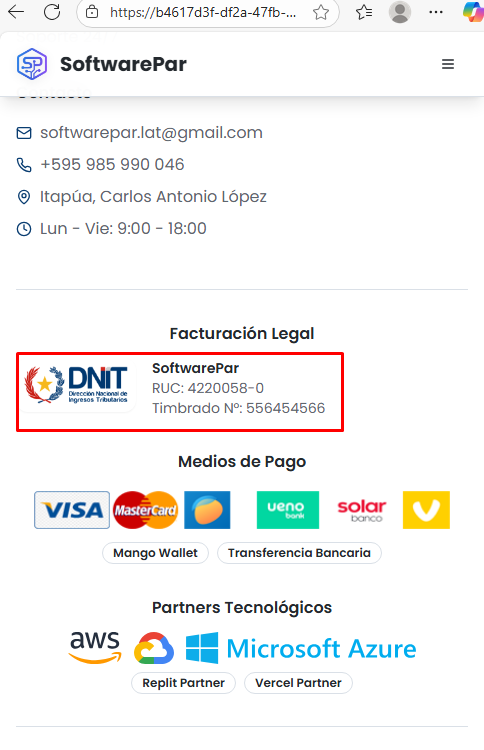 https://b4617d3f-df2a-47fb-...
SoftwarePar
Contacto
softwarepar.lat@gmail.com
+595 985 990 046
Itapúa, Carlos Antonio López
Lun - Vie: 9:00 - 18:00
Facturación Legal
DNIT
Dirección Nacional de
Ingresos Tributarios
SoftwarePar
RUC: 4220058-0
Timbrado Nº: 556454566
Medios de Pago
VISA
MasterCard
ueno
bank
solar
banco
Mango Wallet
Transferencia Bancaria
Partners Tecnológicos
aws
Microsoft Azure
Replit Partner
Vercel Partner